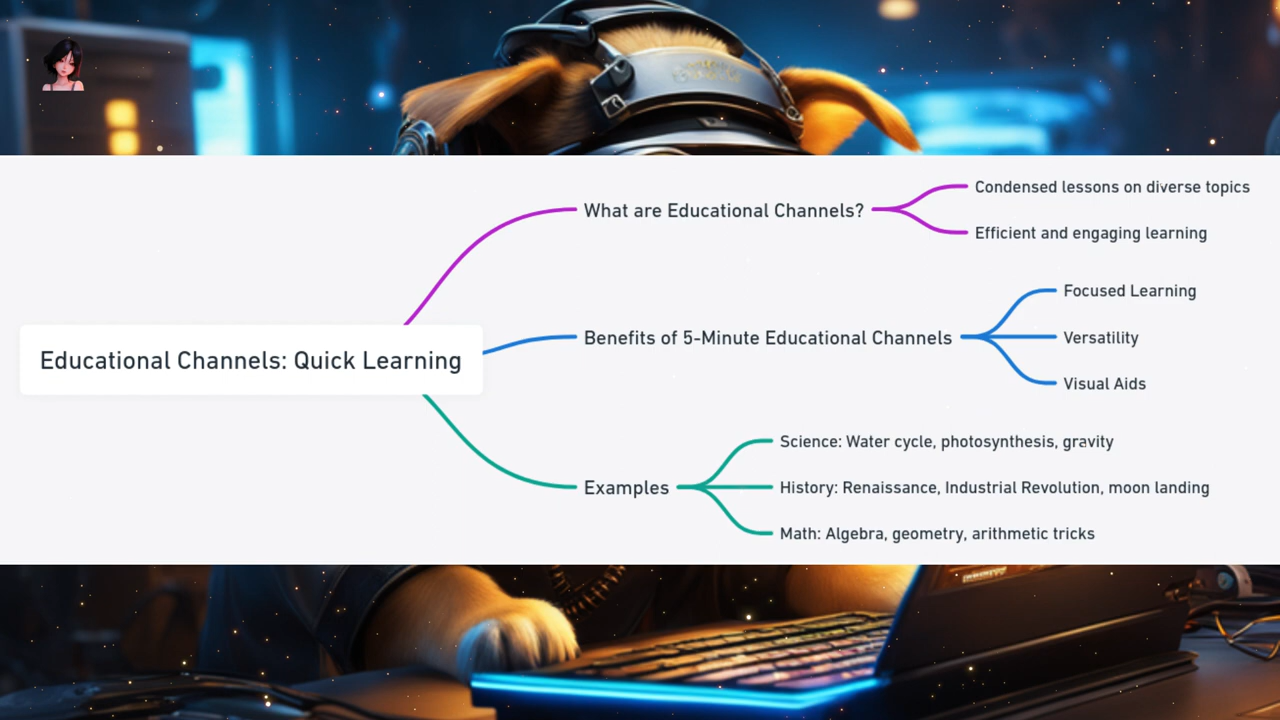 What are Educational Channels?
Condensed lessons on diverse topics
Efficient and engaging learning
Educational Channels: Quick Learning
Benefits of 5-Minute Educational Channels
Focused Learning
Versatility
Visual Aids
Examples
Science: Water cycle, photosynthesis, gravity
History: Renaissance, Industrial Revolution, moon landing
Math: Algebra, geometry, arithmetic tricks